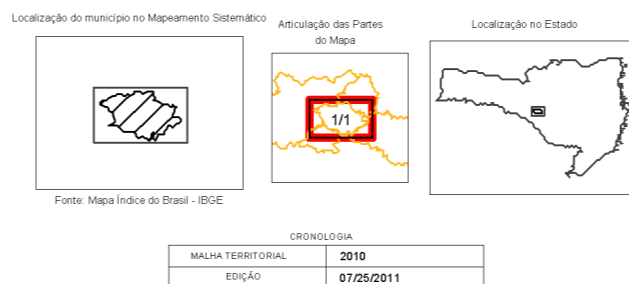 Localização do município no Mapeamento Sistemático
Articulação das Partes
do Mapa
Localização no Estado
1/1
Fonte: Mapa Índice do Brasil - IBGE
CRONOLOGIA
MALHA TERRITORIAL 2010
EDIÇÃO 07/25/2011